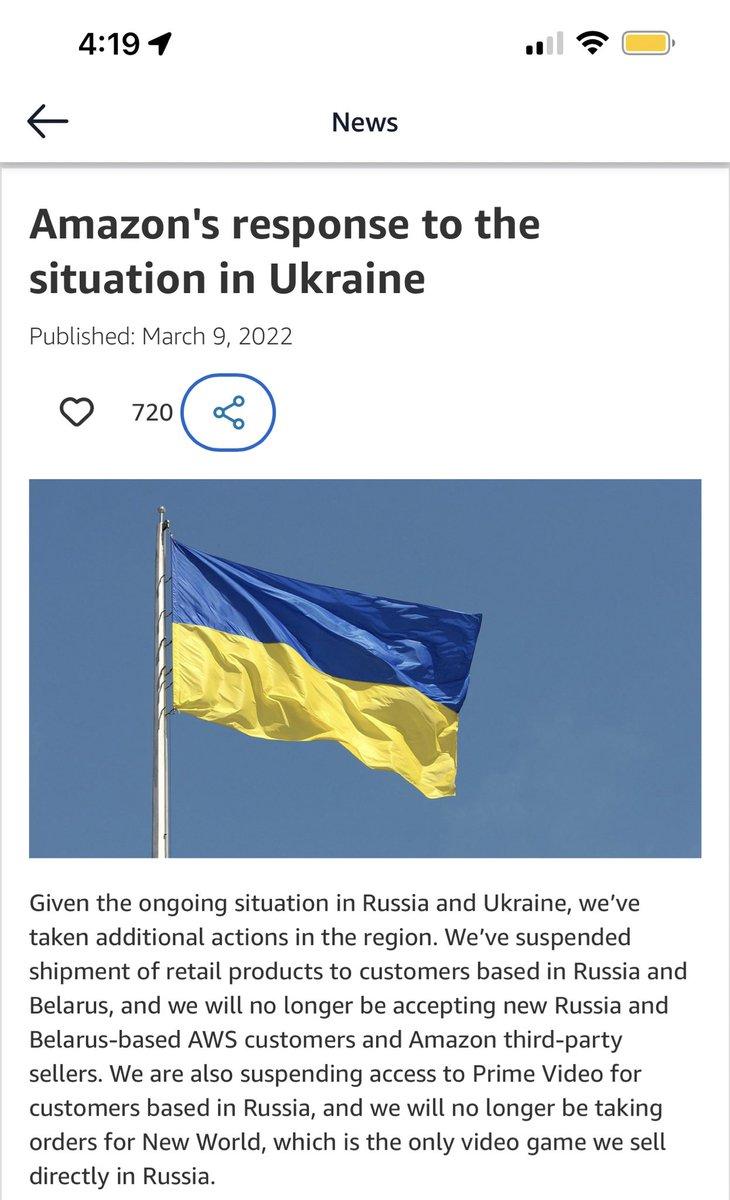 4:19
News
Amazon's response to the
situation in Ukraine
Published: March 9, 2022
720
Given the ongoing situation in Russia and Ukraine, we’ve
taken additional actions in the region. We’ve suspended
shipment of retail products to customers based in Russia and
Belarus, and we will no longer be accepting new Russia and
Belarus-based AWS customers and Amazon third-party
sellers. We are also suspending access to Prime Video for
customers based in Russia, and we will no longer be taking
orders for New World, which is the only video game we sell
directly in Russia.